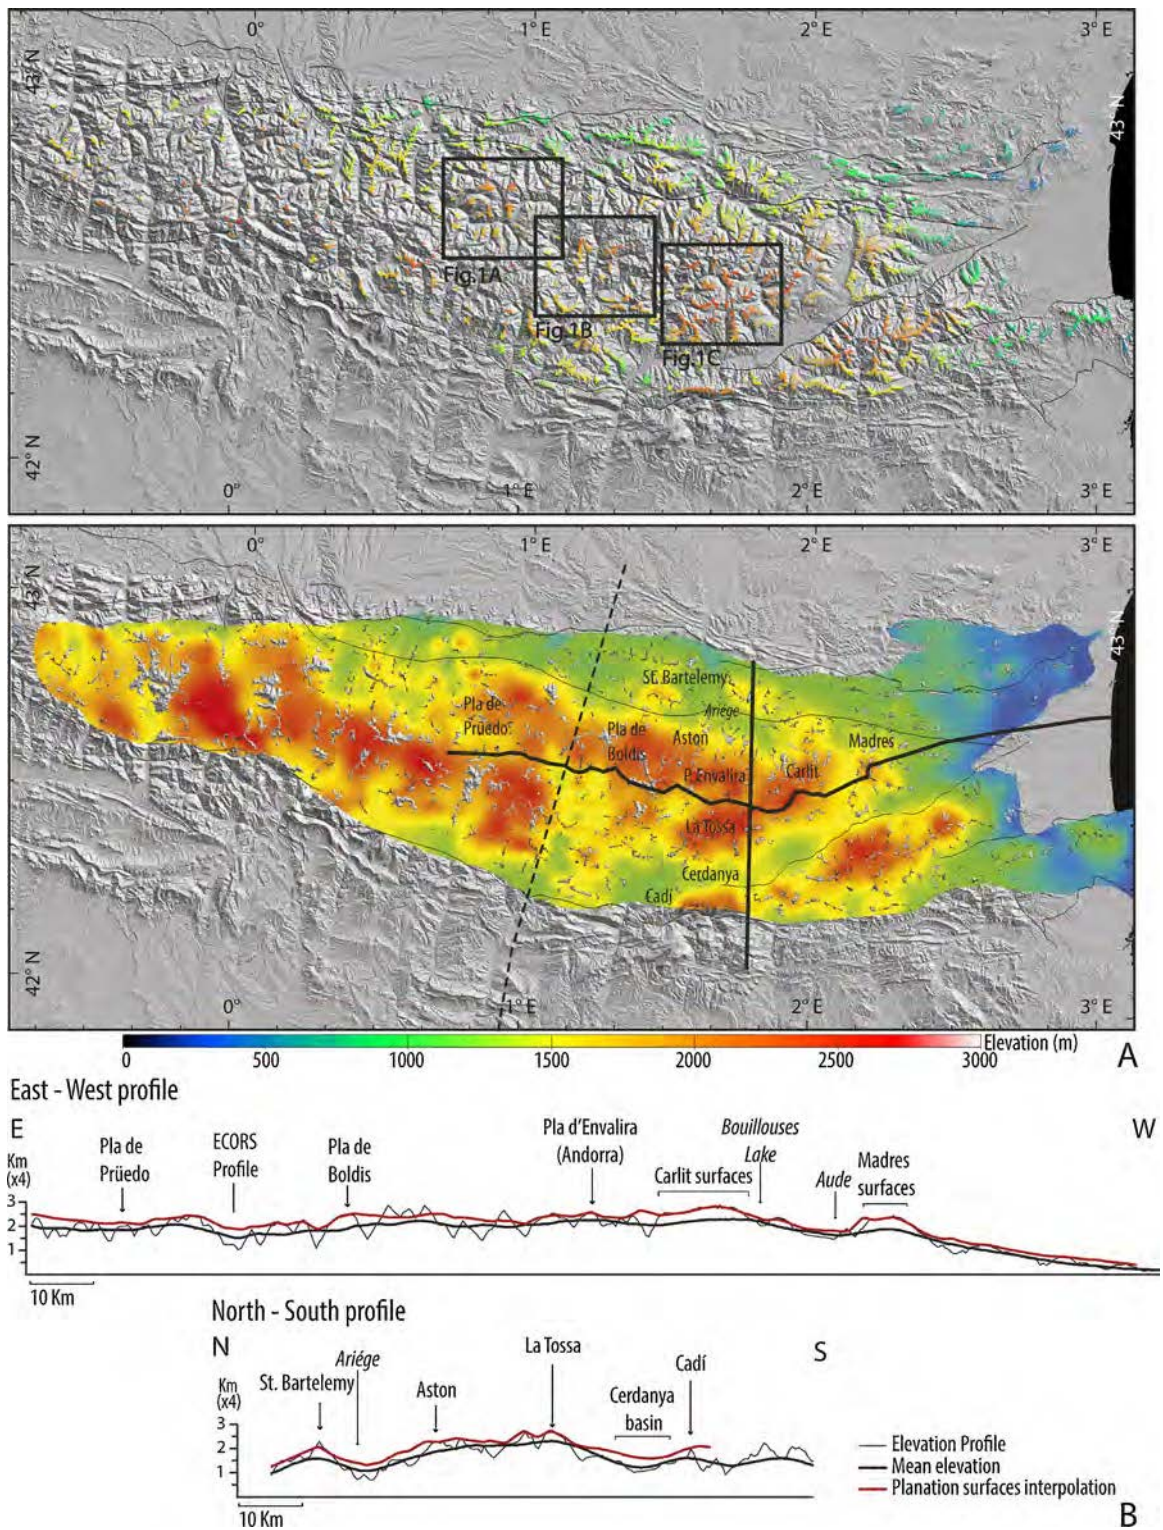 0°
1° E
2° E
3° E
43° N
43° N
Fig.1A
Fig.1B
Fig.1C
42° N
0°
1° E
2° E
3° E
0°
1° E
2° E
3° E
43° N
43° N
St. Bartelemy
Ariége
Pla de
Prüedo
Pla de
Boldis
Aston
Madres
P. Envalira
Carlit
La Tossa
Cerdanya
Cadí
42° N
0°
1° E
2° E
3° E
0
500
1000
1500
2000
2500
3000
Elevation (m)
A
East - West profile
E
W
Pla de
Prüedo
ECORS
Profile
Pla de
Boldis
Pla d'Envalira
(Andorra)
Bouillouses
Lake
Carlit surfaces
Aude
Madres
surfaces
Km
(x4)
3
2
1
10 Km
North - South profile
N
S
St. Bartelemy
Ariége
Aston
La Tossa
Cerdanya
basin
Cadí
Km
(x4)
3
2
1
10 Km
Elevation Profile
Mean elevation
Planation surfaces interpolation
B